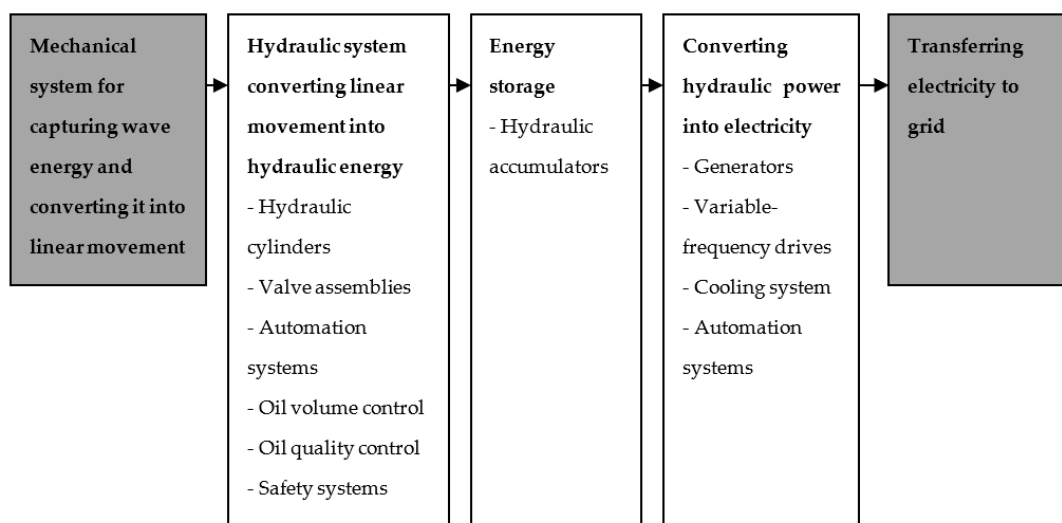 Mechanical
system for
capturing wave
energy and
converting it into
linear movement
Hydraulic system
converting linear
movement into
hydraulic energy
- Hydraulic
cylinders
- Valve assemblies
- Automation
systems
- Oil volume control
- Oil quality control
- Safety systems
Energy
storage
- Hydraulic
accumulators
Converting
hydraulic power
into electricity
- Generators
- Variable-
frequency drives
- Cooling system
- Automation
systems
Transferring
electricity to
grid